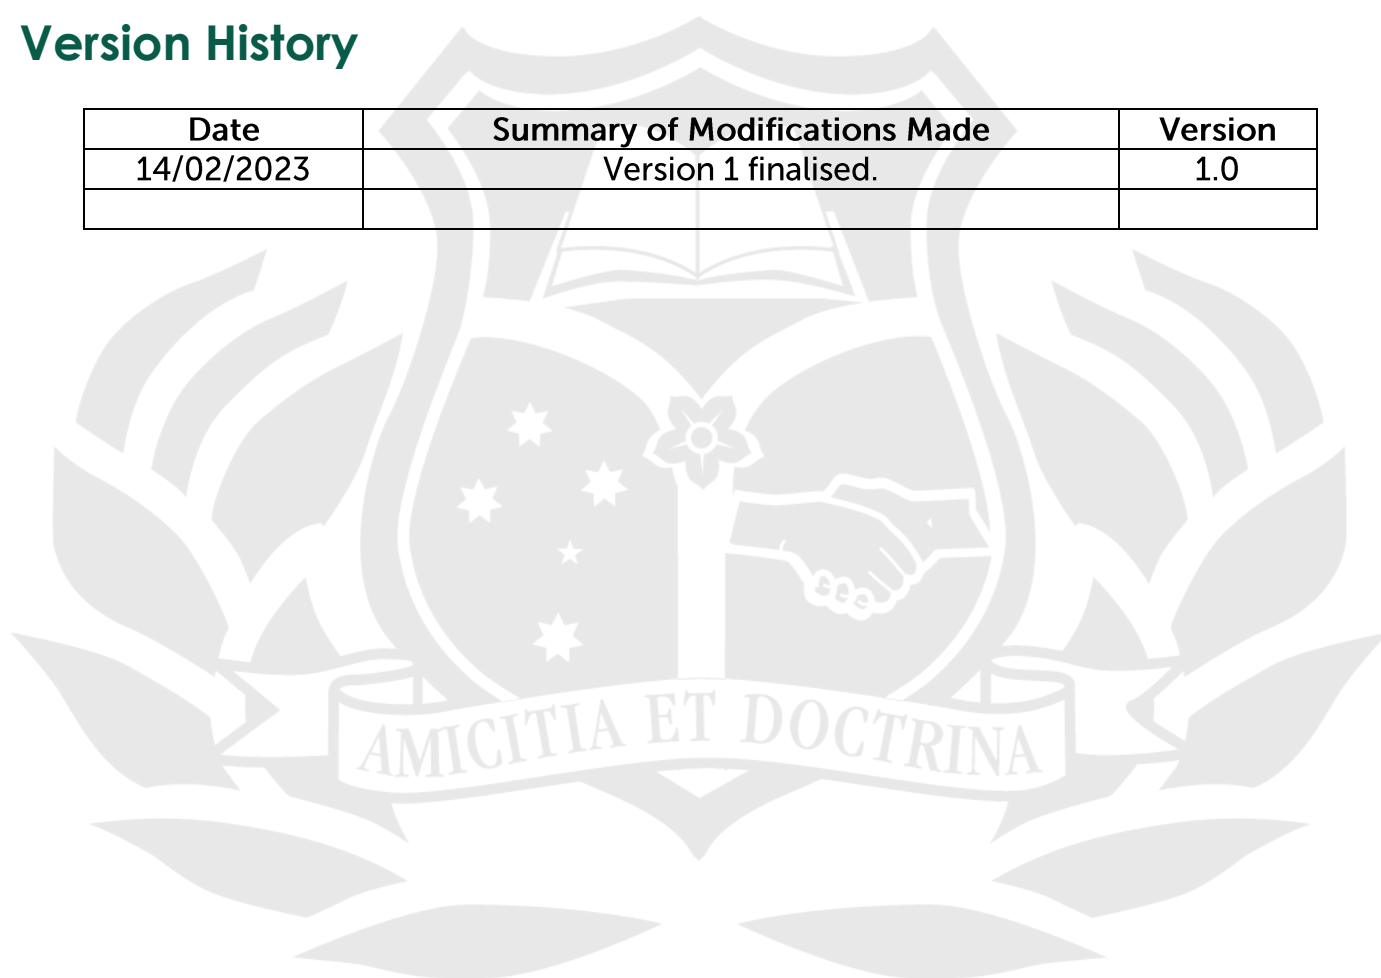 Version History
Date Summary of Modifications Made Version
14/02/2023 Version 1 finalised. 1.0
AMICITIA ET DOCTRINA